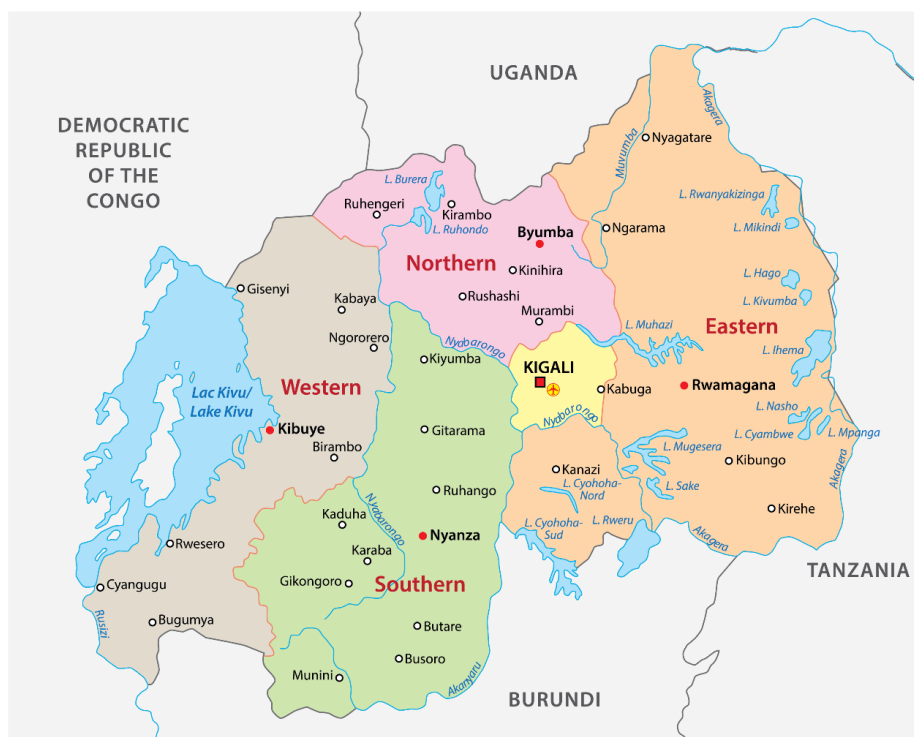 UGANDA
DEMOCRATIC
REPUBLIC
OF THE
CONGO
Akagera
Muvumba
Nyagatare
L. Burera
L. Rwanyakizinga
Ruhengeri
Kirambo
L. Ruhondo
Byumba
Ngarama
L. Mikindi
Northern
Kinihira
L. Hago
Gisenyi
Kabaya
Rushashi
L. Kivumba
Murambi
L. Muhazi
Eastern
Ngororero
Nyabarongo
L. Ihema
Kiyumba
KIGALI
Western
Lac Kivu/
Lake Kivu
Kabuga
Rwamagana
Nyabarongo
L. Nasho
Kibuye
Gitarama
L. Cyambwe
L. Mpanga
Birambo
L. Mugesera
Kibungo
Kanazi
Akagera
Ruhango
L. Cyohoha-
Nord
L. Sake
Kaduha
Nyabarongo
Kirehe
L. Cyohoha-
Sud
L. Rweru
Nyanza
Akagera
Rwesero
Karaba
TANZANIA
Cyangugu
Gikongoro
Southern
Rusizi
Bugumya
Butare
Busoro
Munini
Akanyaru
BURUNDI